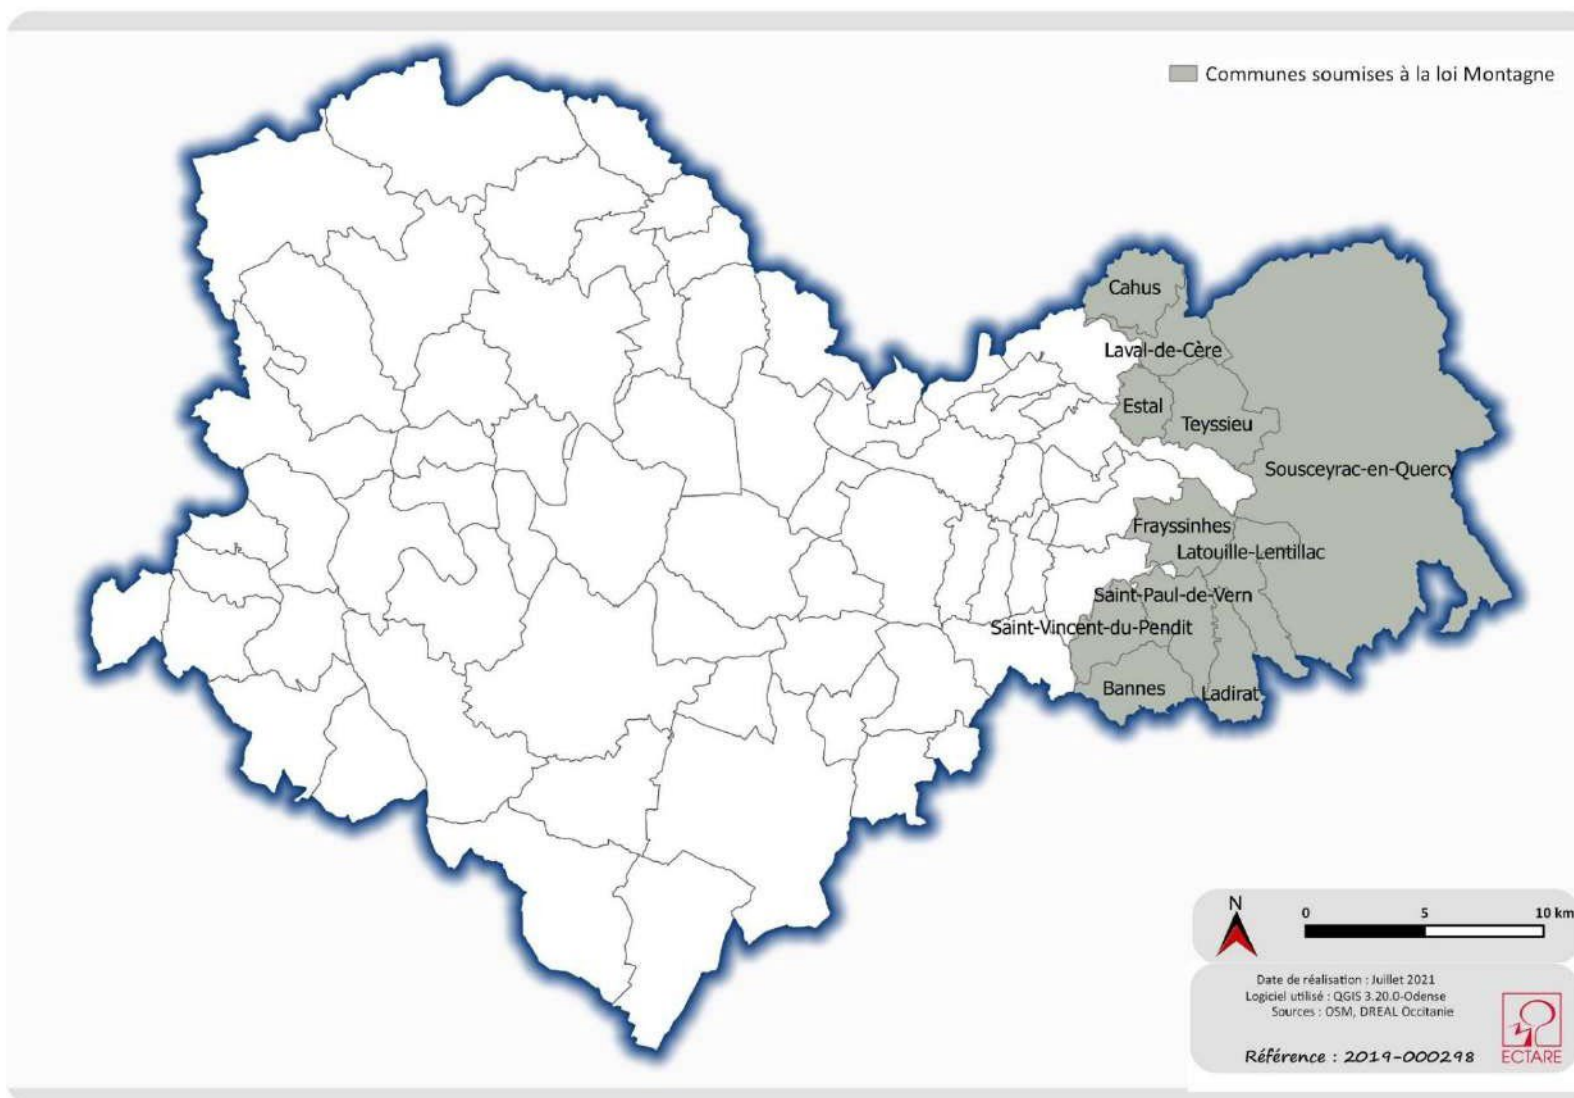 Communes soumises à la loi Montagne
Cahus
Laval-de-Cère
Estal
Teyssieu
Sousceyrac-en-Quercy
Frayssinhes
Latouille-Lentillac
Saint-Paul-de-Vern
Saint-Vincent-du-Pendit
Bannes
Ladirat
N
0 5 10 km
Date de réalisation : Juillet 2021
Logiciel utilisé : QGIS 3.20.0-Odense
Sources : OSM, DREAL Occitanie
Référence : 2019-000298
ECTARE